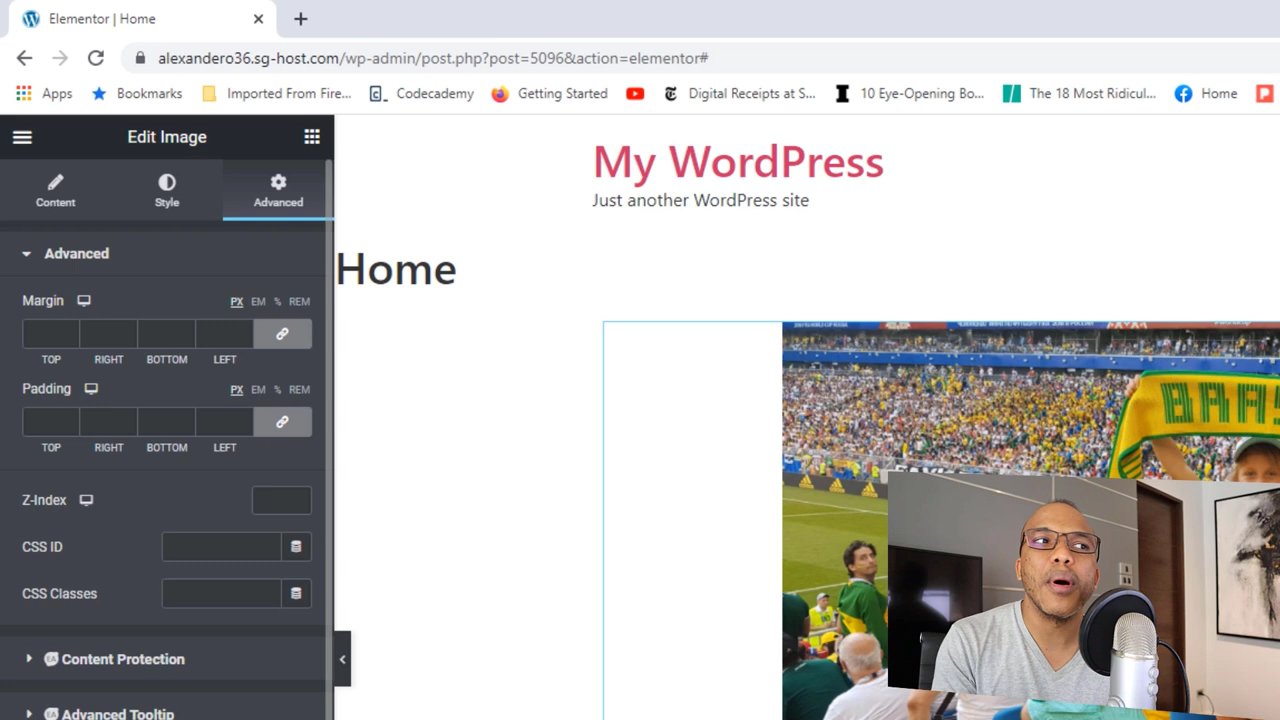 Elementor | Home
alexandero36.sg-host.com/wp-admin/post.php?post=5096&action=elementor#
Apps Bookmarks Imported From Fire... Codecademy Getting Started Digital Receipts at S... 10 Eye-Opening Bo... The 18 Most Ridicul... Home
Edit Image
Content Style Advanced
Advanced
Margin PX EM % REM
TOP RIGHT BOTTOM LEFT
Padding PX EM % REM
TOP RIGHT BOTTOM LEFT
Z-Index
CSS ID
CSS Classes
EA Content Protection
EA Advanced Tooltip
My WordPress
Just another WordPress site
Home